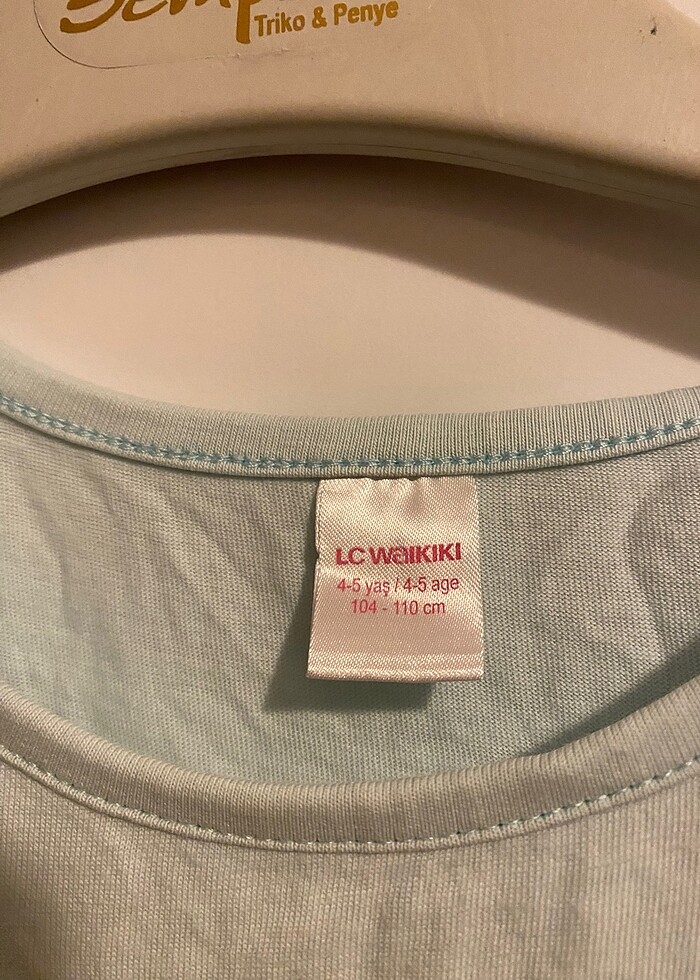 Triko & Penye
LC WAIKIKI
4-5 yaş / 4-5 age
104 - 110 cm